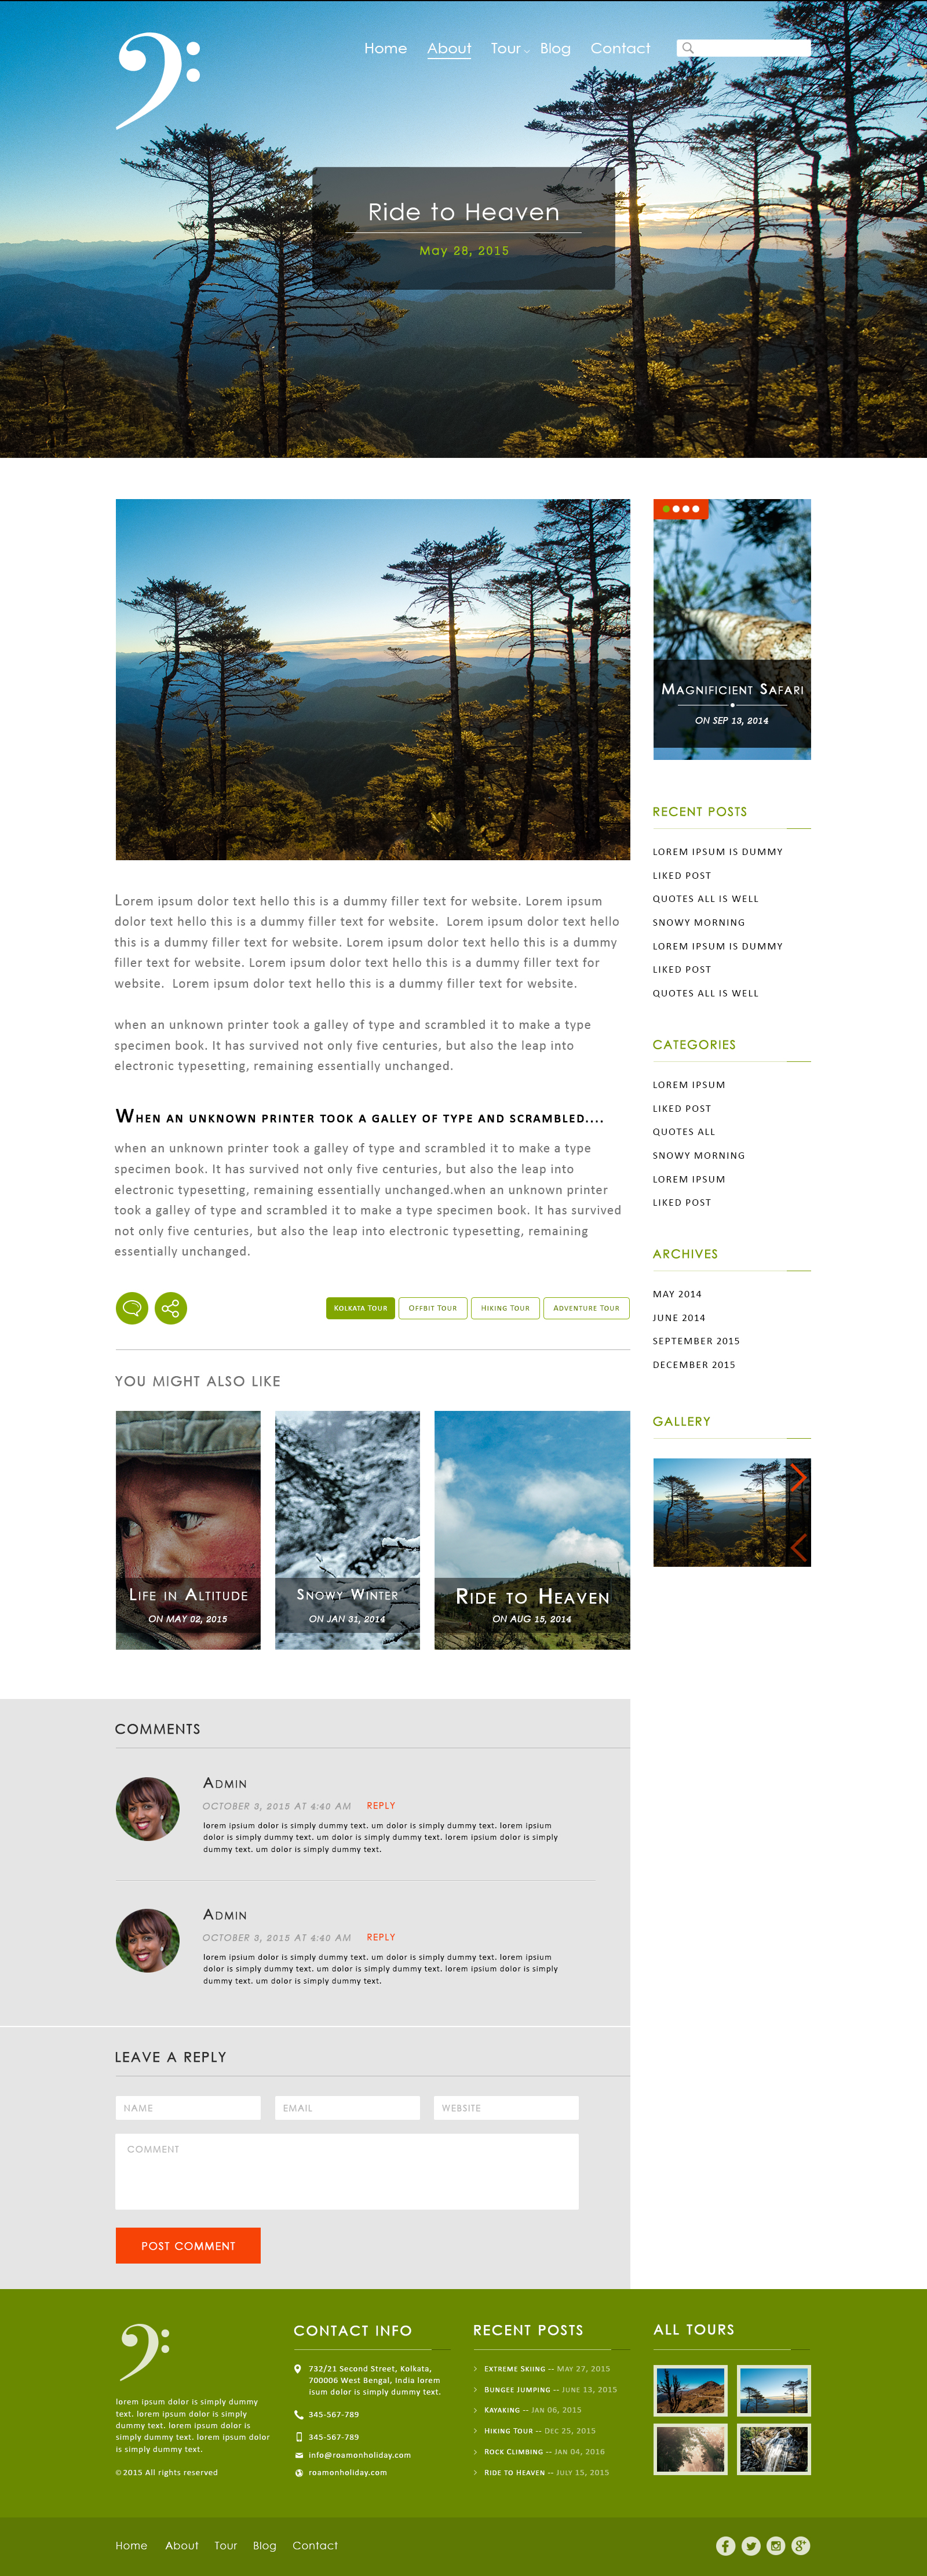 Home About Tour Blog Contact
Ride to Heaven
May 28, 2015
Magnificient Safari
on Sep 13, 2014
Lorem ipsum dolor text hello this is a dummy filler text for website. Lorem ipsum
dolor text hello this is a dummy filler text for website. Lorem ipsum dolor text hello
this is a dummy filler text for website. Lorem ipsum dolor text hello this is a dummy
filler text for website. Lorem ipsum dolor text hello this is a dummy filler text for
website. Lorem ipsum dolor text hello this is a dummy filler text for website.
when an unknown printer took a galley of type and scrambled it to make a type
specimen book. It has survived not only five centuries, but also the leap into
electronic typesetting, remaining essentially unchanged.
When an unknown printer took a galley of type and scrambled....
when an unknown printer took a galley of type and scrambled it to make a type
specimen book. It has survived not only five centuries, but also the leap into
electronic typesetting, remaining essentially unchanged.when an unknown printer
took a galley of type and scrambled it to make a type specimen book. It has survived
not only five centuries, but also the leap into electronic typesetting, remaining
essentially unchanged.
Kolkata Tour Offbit Tour Hiking Tour Adventure Tour
YOU MIGHT ALSO LIKE
Life in Altitude
on May 02, 2015
Snowy Winter
on Jan 31, 2014
Ride to Heaven
on Aug 15, 2014
RECENT POSTS
LOREM IPSUM IS DUMMY
LIKED POST
QUOTES ALL IS WELL
SNOWY MORNING
LOREM IPSUM IS DUMMY
LIKED POST
QUOTES ALL IS WELL
CATEGORIES
LOREM IPSUM
LIKED POST
QUOTES ALL
SNOWY MORNING
LOREM IPSUM
LIKED POST
ARCHIVES
MAY 2014
JUNE 2014
SEPTEMBER 2015
DECEMBER 2015
GALLERY
COMMENTS
Admin
OCTOBER 3, 2015 AT 4:40 AM REPLY
lorem ipsium dolor is simply dummy text. um dolor is simply dummy text. lorem ipsium
dolor is simply dummy text. um dolor is simply dummy text. lorem ipsium dolor is simply
dummy text. um dolor is simply dummy text.
Admin
OCTOBER 3, 2015 AT 4:40 AM REPLY
lorem ipsium dolor is simply dummy text. um dolor is simply dummy text. lorem ipsium
dolor is simply dummy text. um dolor is simply dummy text. lorem ipsium dolor is simply
dummy text. um dolor is simply dummy text.
LEAVE A REPLY
NAME EMAIL WEBSITE
COMMENT
POST COMMENT
lorem ipsium dolor is simply dummy
text. lorem ipsium dolor is simply
dummy text. lorem ipsium dolor is
simply dummy text. lorem ipsum dolor
is simply dummy text.
©2015 All rights reserved
CONTACT INFO
732/21 Second Street, Kolkata,
700006 West Bengal, India lorem
isum dolor is simply dummy text.
345-567-789
345-567-789
info@roamonholiday.com
roamonholiday.com
RECENT POSTS
Extreme Skiing -- May 27, 2015
Bungee Jumping -- June 13, 2015
Kayaking -- Jan 06, 2015
Hiking Tour -- Dec 25, 2015
Rock Climbing -- Jan 04, 2016
Ride to Heaven -- July 15, 2015
ALL TOURS
Home About Tour Blog Contact